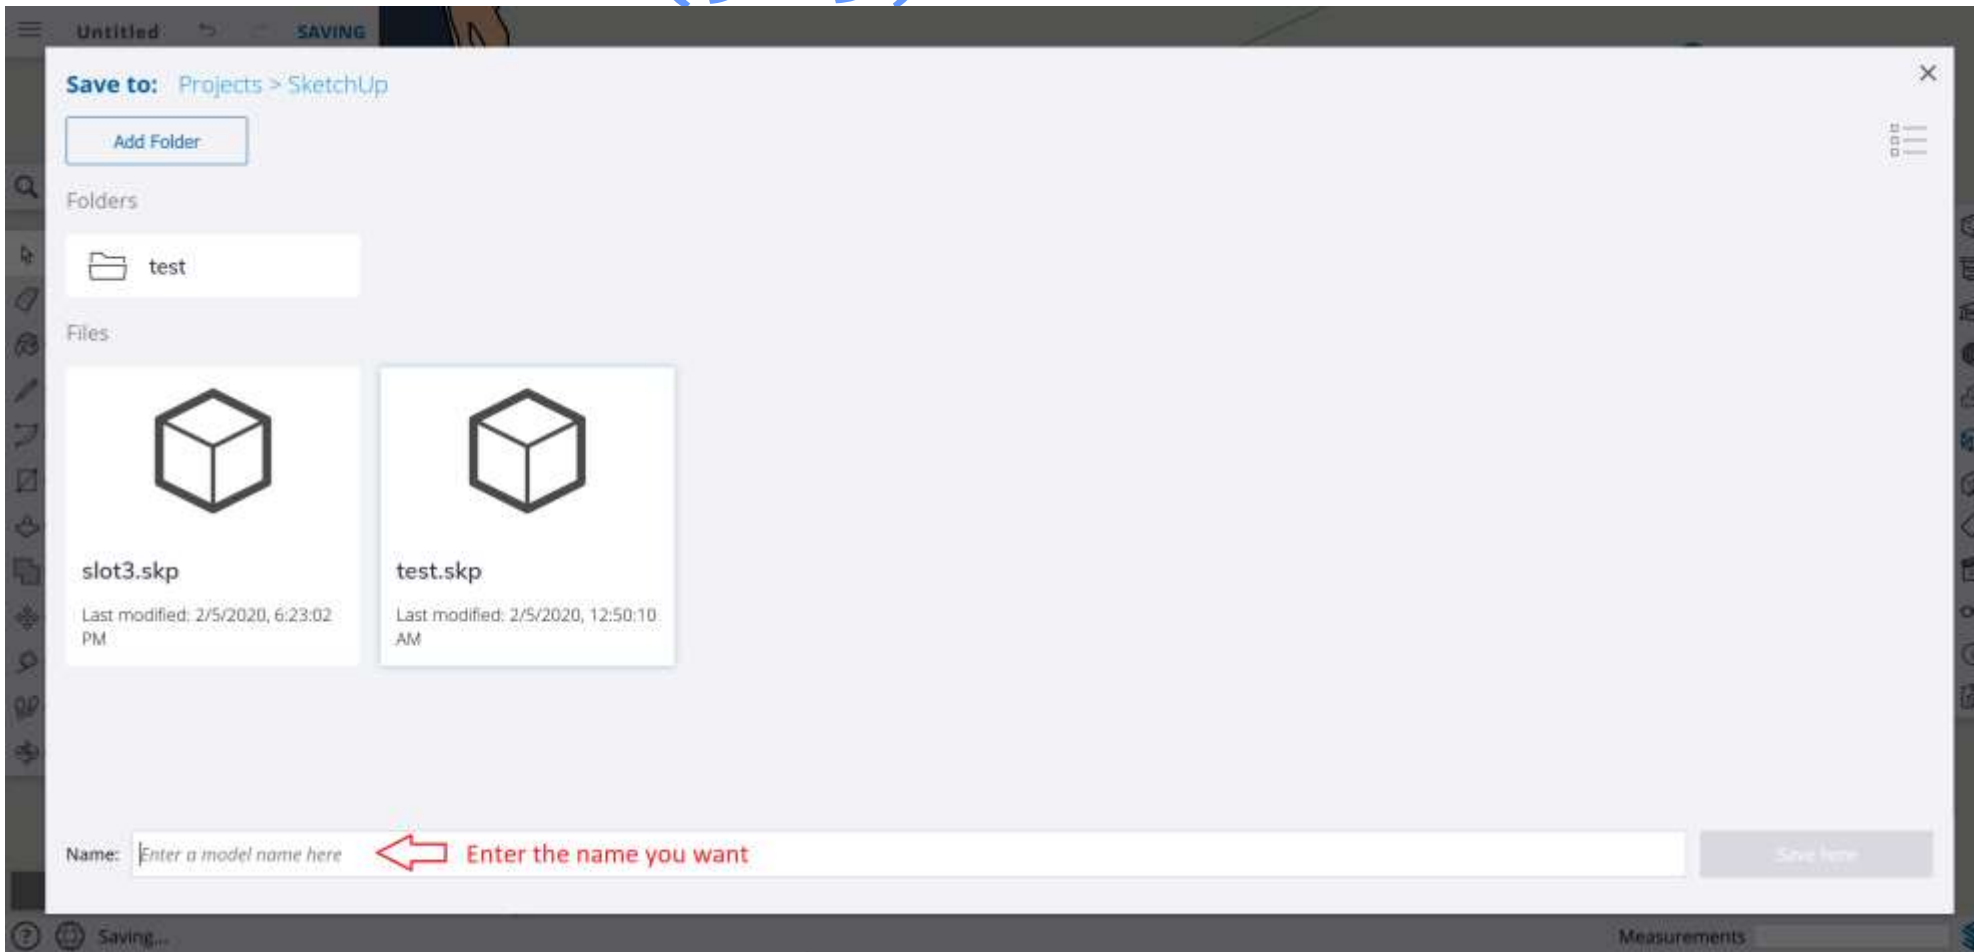 Untitled SAVING
Save to: Projects > SketchUp
Add Folder
Folders
test
Files
slot3.skp
Last modified: 2/5/2020, 6:23:02
PM
test.skp
Last modified: 2/5/2020, 12:50:10
AM
Name: Enter a model name here Enter the name you want Save here
Saving... Measurements